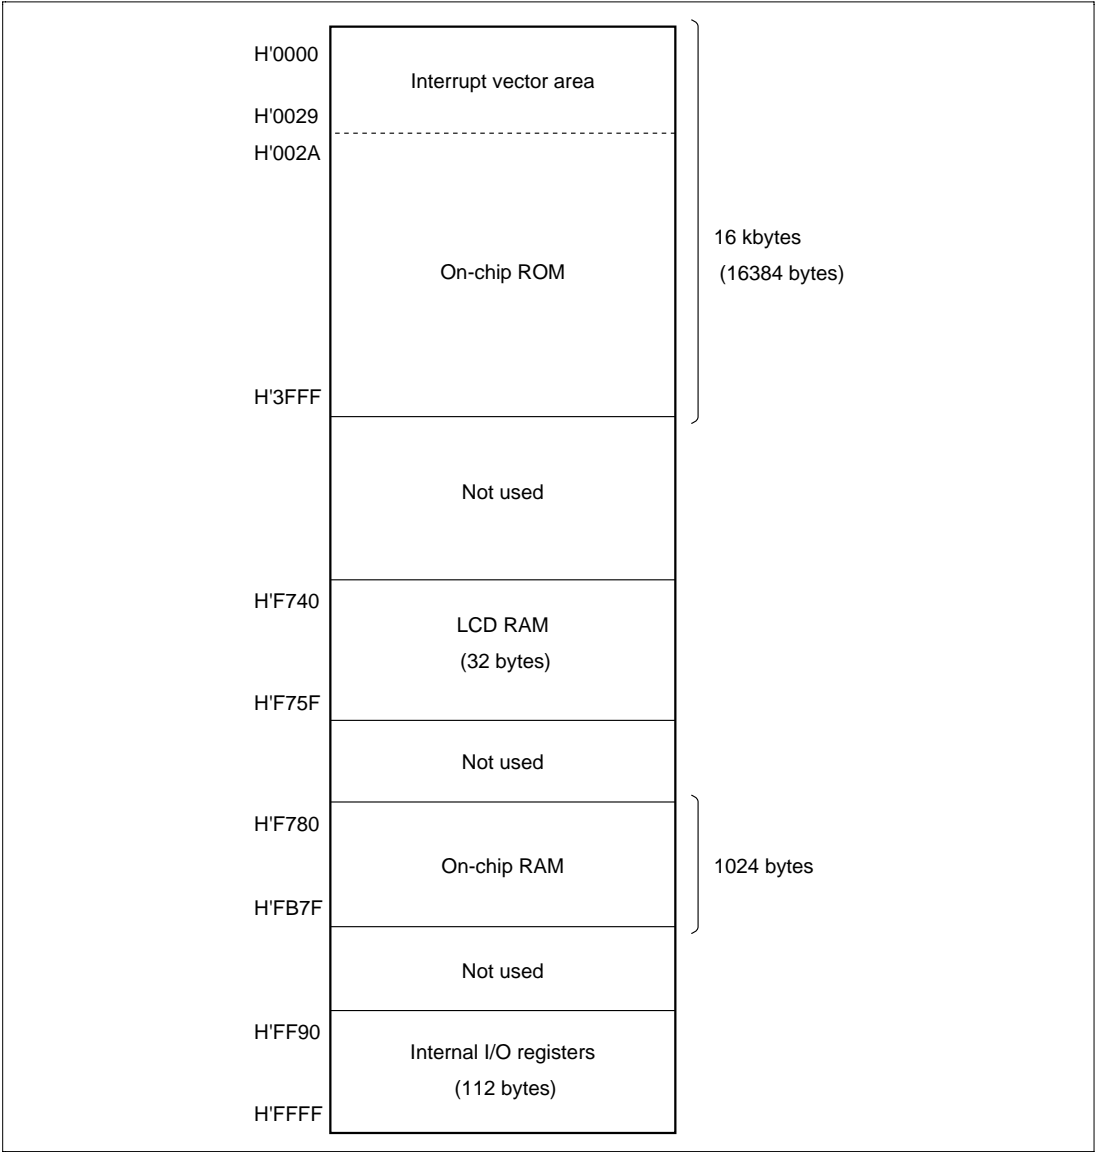 H'0000
Interrupt vector area
H'0029
H'002A
16 kbytes
(16384 bytes)
On-chip ROM
H'3FFF
Not used
H'F740
LCD RAM
(32 bytes)
H'F75F
Not used
H'F780
On-chip RAM
1024 bytes
H'FB7F
Not used
H'FF90
Internal I/O registers
(112 bytes)
H'FFFF